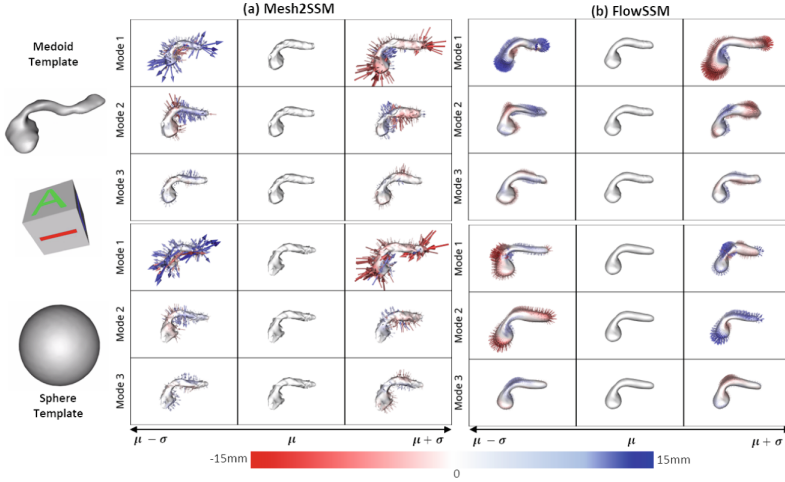 (a) Mesh2SSM
(b) FlowSSM
Medoid
Template
Mode 1
Mode 1
Mode 2
Mode 2
Mode 3
Mode 3
A
I
Mode 1
Mode 1
Mode 2
Mode 2
Mode 3
Mode 3
Sphere
Template
μ − σ
μ
μ + σ
μ − σ
μ
μ + σ
-15mm
0
15mm